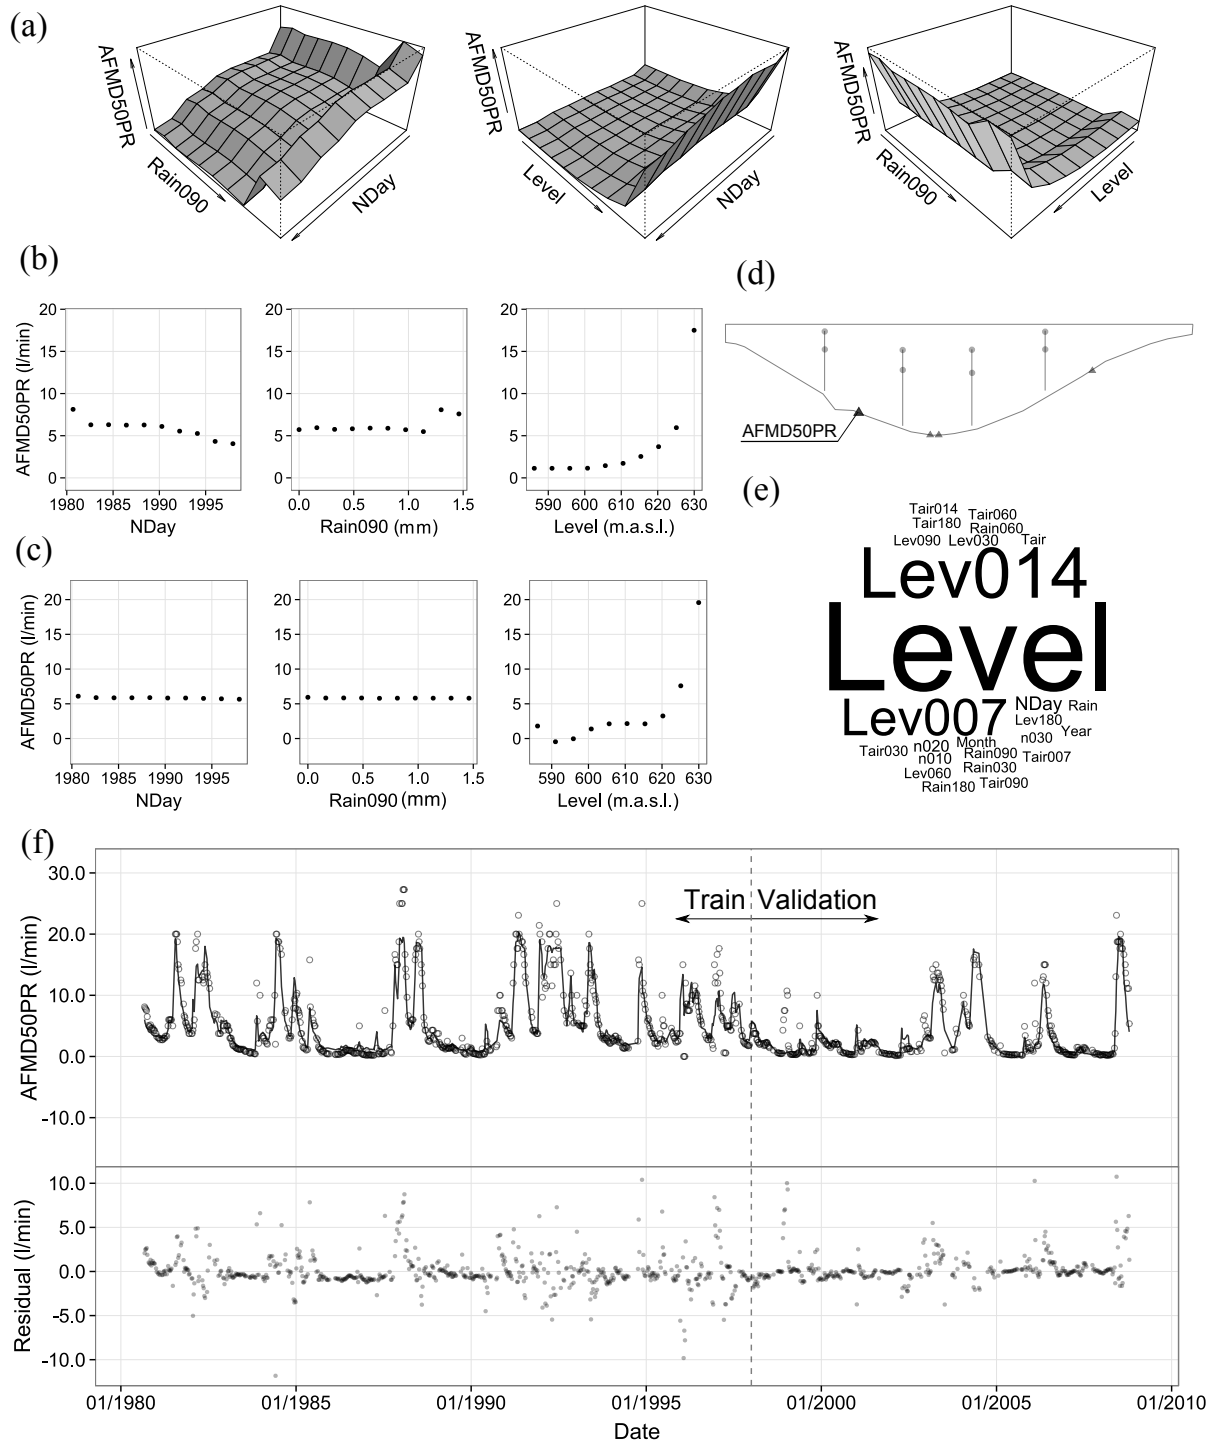 (a)
AFMD50PR
Rain090
NDay
AFMD50PR
Level
NDay
AFMD50PR
Rain090
Level
(b)
AFMD50PR (l/min)
20
15
10
5
0
1980 1985 1990 1995
NDay
20
15
10
5
0
0.0 0.5 1.0 1.5
Rain090 (mm)
20
15
10
5
0
590 600 610 620 630
Level (m.a.s.l.)
(c)
AFMD50PR (l/min)
20
15
10
5
0
1980 1985 1990 1995
NDay
20
15
10
5
0
0.0 0.5 1.0 1.5
Rain090 (mm)
20
15
10
5
0
590 600 610 620 630
Level (m.a.s.l.)
(d)
AFMD50PR
(e)
Tair014
Tair060
Tair180
Rain060
Lev090
Lev030
Tair
Lev014
Level
Lev007
NDay
Rain
Lev180
Year
n030
Tair030
n020
Month
n010
Rain090
Tair007
Lev060
Rain030
Rain180
Tair090
(f)
AFMD50PR (l/min)
30.0
20.0
10.0
0.0
-10.0
Train
Validation
Residual (l/min)
10.0
5.0
0.0
-5.0
-10.0
01/1980 01/1985 01/1990 01/1995 01/2000 01/2005 01/2010
Date